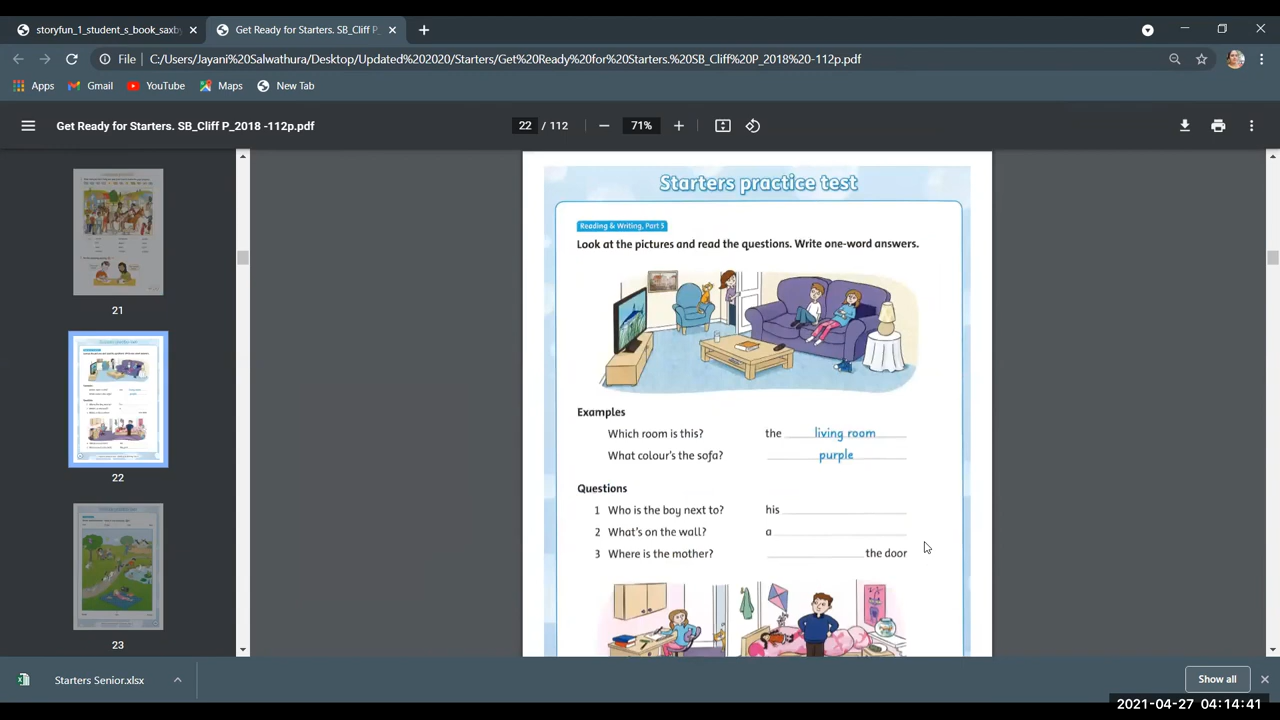 storyfun_1_student_s_book_saxby
Get Ready for Starters. SB_Cliff P_
File
C:/Users/Jayani%20Salwathura/Desktop/Updated%202020/Starters/Get%20Ready%20for%20Starters.%20SB_Cliff%20P_2018%20-112p.pdf
Apps
Gmail
YouTube
Maps
New Tab
Get Ready for Starters. SB_Cliff P_2018 -112p.pdf
22 / 112
71%
21
22
23
Starters practice test
Reading & Writing, Part 5
Look at the pictures and read the questions. Write one-word answers.
Examples
Which room is this? the living room
What colour's the sofa? purple
Questions
1 Who is the boy next to? his
2 What's on the wall? a
3 Where is the mother? the door
Starters Senior.xlsx
Show all
2021-04-27 04:14:41